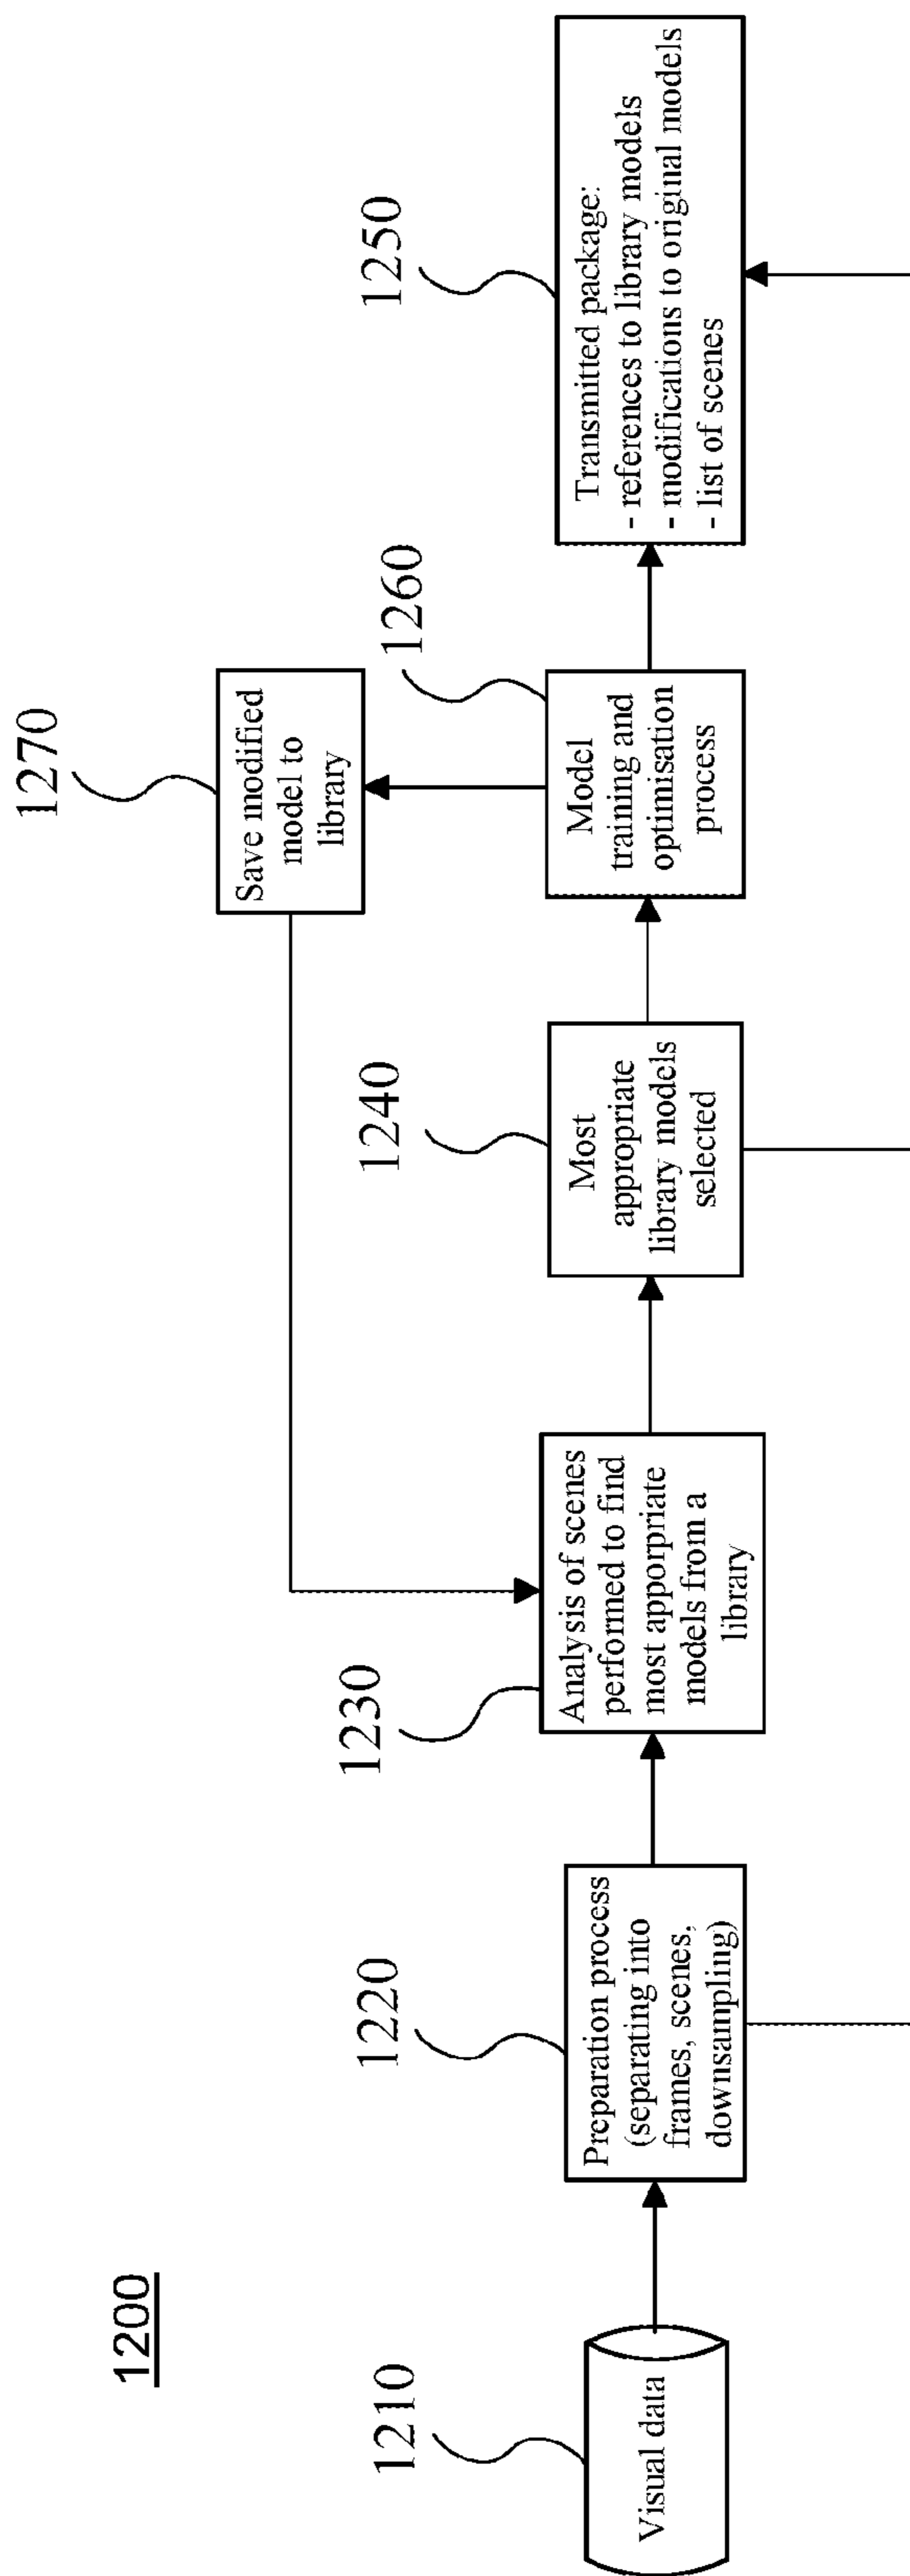 1200
1210
Visual data
1220
Preparation process
(separating into
frames, scenes,
downsampling)
1230
Analysis of scenes
performed to find
most apporpriate
models from a
library
1240
Most
appropriate
library models
selected
1260
Model
training and
optimisation
process
1270
Save modified
model to
library
1250
Transmitted package:
- references to library models
- modifications to original models
- list of scenes